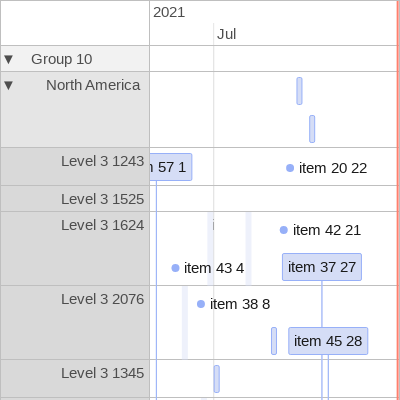 2021
Jul
▼ Group 10
▼ North America
Level 3 1243
57 1
item 20 22
Level 3 1525
Level 3 1624
item 42 21
item 43 4
item 37 27
Level 3 2076
item 38 8
item 45 28
Level 3 1345